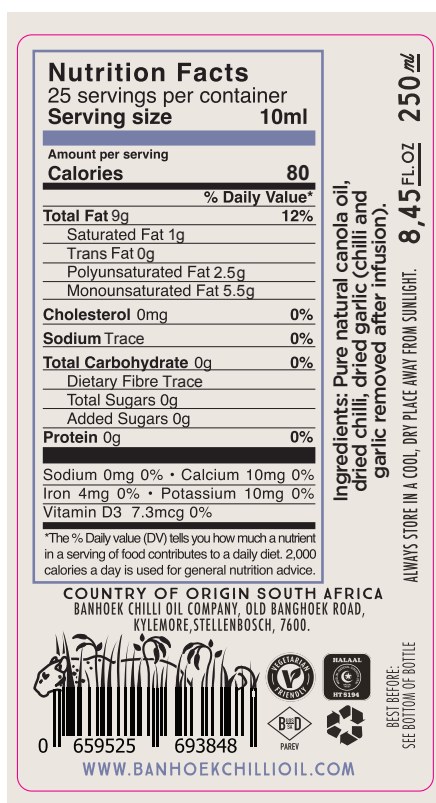 Nutrition Facts
25 servings per container
Serving size 10ml
Amount per serving
Calories 80
% Daily Value*
Total Fat 9g 12%
Saturated Fat 1g
Trans Fat 0g
Polyunsaturated Fat 2.5g
Monounsaturated Fat 5.5g
Cholesterol 0mg 0%
Sodium Trace 0%
Total Carbohydrate 0g 0%
Dietary Fibre Trace
Total Sugars 0g
Added Sugars 0g
Protein 0g 0%
Sodium 0mg 0% • Calcium 10mg 0%
Iron 4mg 0% • Potassium 10mg 0%
Vitamin D3 7.3mcg 0%
*The % Daily value (DV) tells you how much a nutrient
in a serving of food contributes to a daily diet. 2,000
calories a day is used for general nutrition advice.
Ingredients: Pure natural canola oil,
dried chilli, dried garlic (chilli and
garlic removed after infusion).
8,45 FL.OZ 250 ml
ALWAYS STORE IN A COOL, DRY PLACE AWAY FROM SUNLIGHT.
COUNTRY OF ORIGIN SOUTH AFRICA
BANHOEK CHILLI OIL COMPANY, OLD BANGHOEK ROAD,
KYLEMORE,STELLENBOSCH, 7600.
VEGETARIAN
FRIENDLY
HALAAL
HT5194
B D
PAREV
BEST BEFORE:
SEE BOTTOM OF BOTTLE
0 659525 693848
WWW.BANHOEKCHILLIOIL.COM